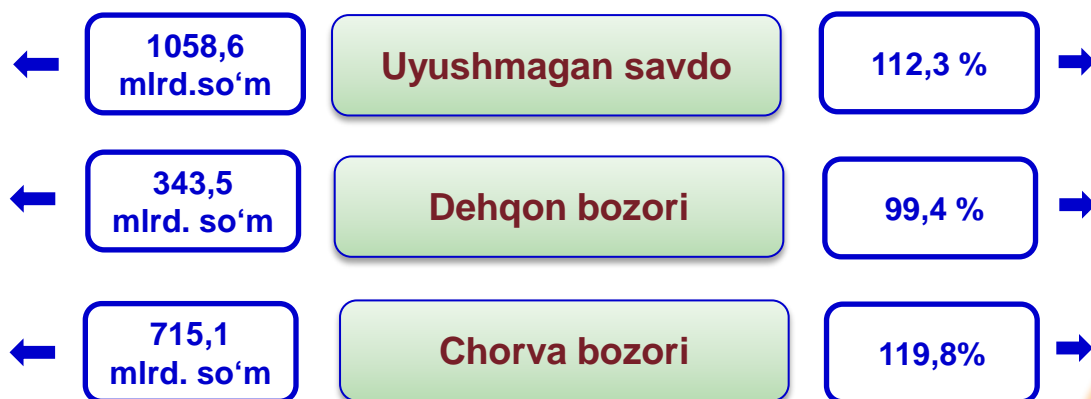 1058,6
mlrd.so‘m
Uyushmagan savdo
112,3 %
343,5
mlrd. so‘m
Dehqon bozori
99,4 %
715,1
mlrd. so‘m
Chorva bozori
119,8%